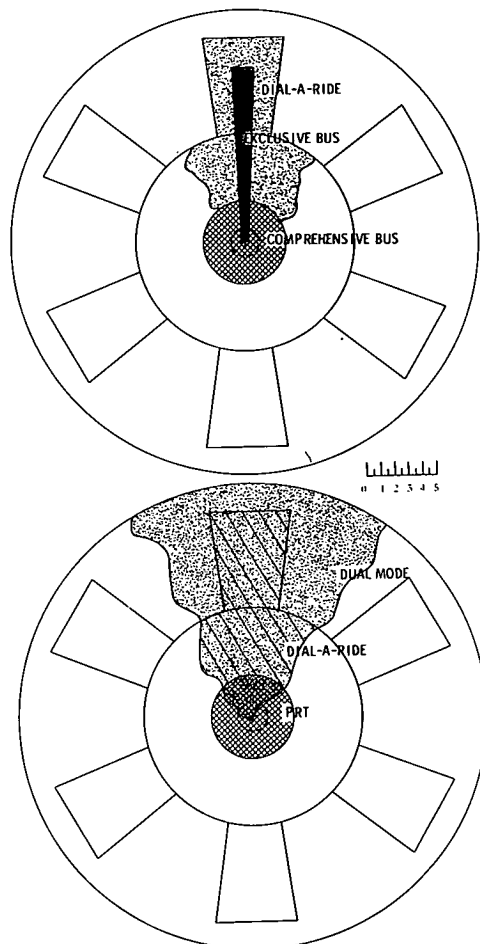 DIAL-A-RIDE
EXCLUSIVE BUS
COMPREHENSIVE BUS
0 1 2 3 4 5
DUAL MODE
DIAL-A-RIDE
PRT